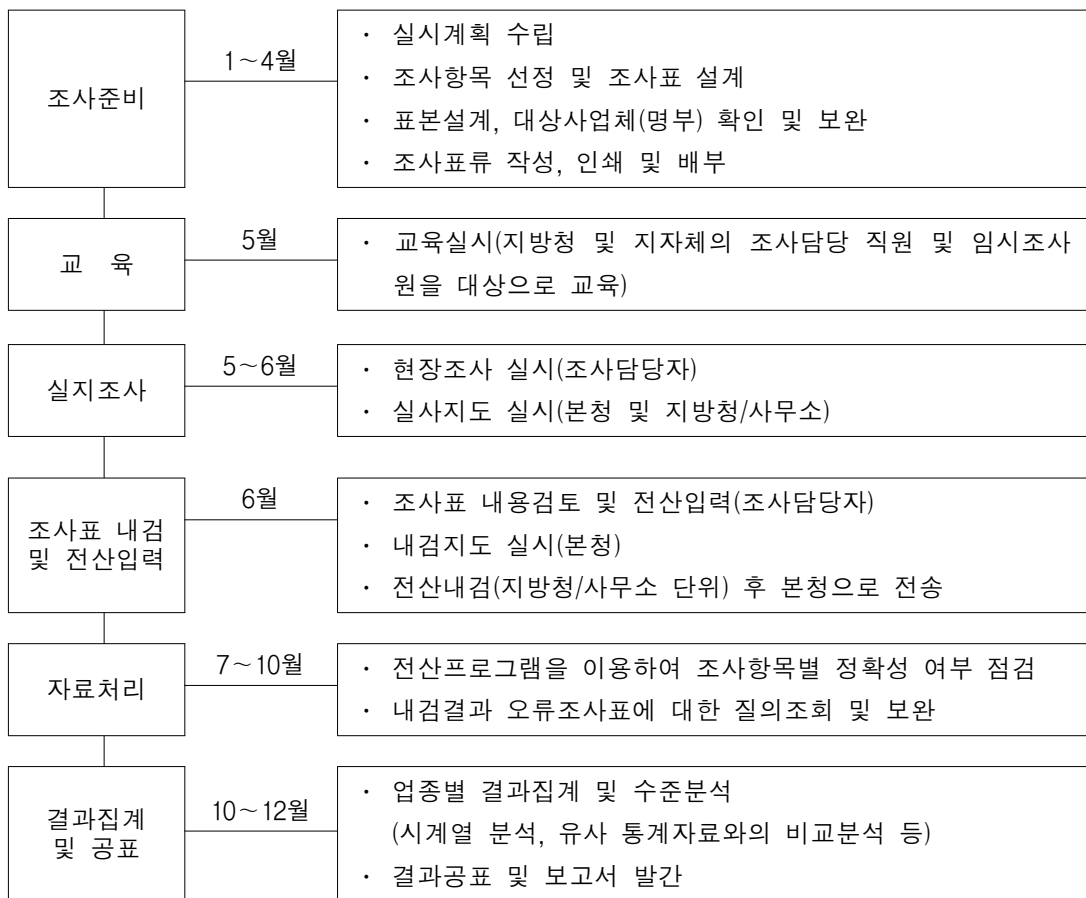 조사준비
1～4월
· 실시계획 수립
· 조사항목 선정 및 조사표 설계
· 표본설계, 대상사업체(명부) 확인 및 보완
· 조사표류 작성, 인쇄 및 배부
교 육
5월
· 교육실시(지방청 및 지자체의 조사담당 직원 및 임시조사
원을 대상으로 교육)
실지조사
5～6월
· 현장조사 실시(조사담당자)
· 실사지도 실시(본청 및 지방청/사무소)
조사표 내검
및 전산입력
6월
· 조사표 내용검토 및 전산입력(조사담당자)
· 내검지도 실시(본청)
· 전산내검(지방청/사무소 단위) 후 본청으로 전송
자료처리
7～10월
· 전산프로그램을 이용하여 조사항목별 정확성 여부 점검
· 내검결과 오류조사표에 대한 질의조회 및 보완
결과집계
및 공표
10～12월
· 업종별 결과집계 및 수준분석
(시계열 분석, 유사 통계자료와의 비교분석 등)
· 결과공표 및 보고서 발간